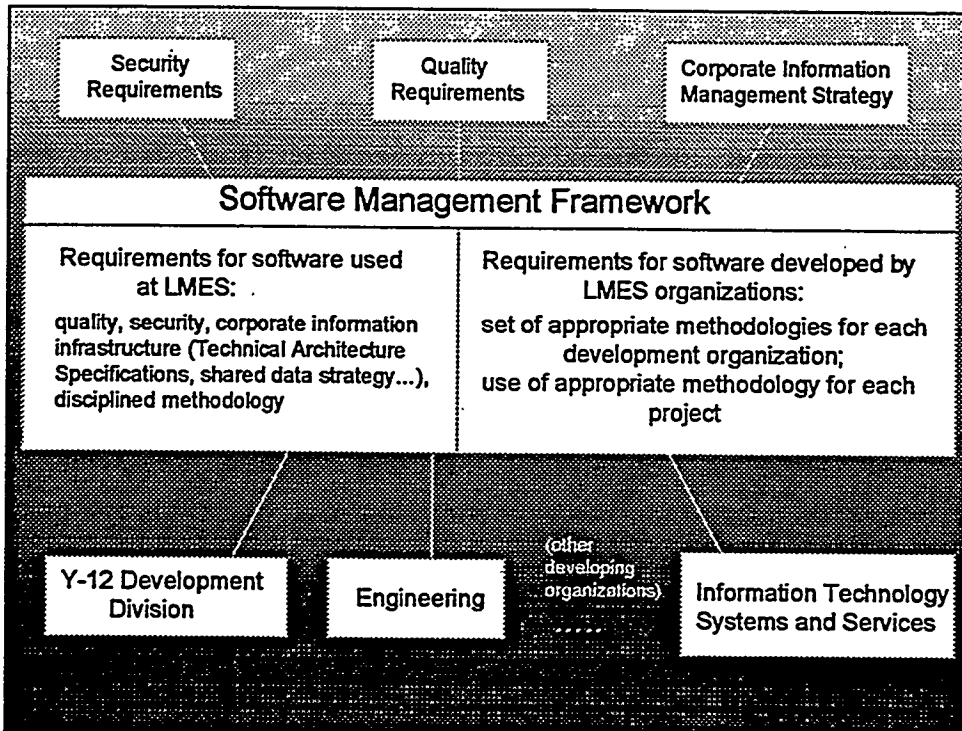 Security
Requirements
Quality
Requirements
Corporate Information
Management Strategy
Software Management Framework
Requirements for software used
at LMES:
quality, security, corporate information
infrastructure (Technical Architecture
Specifications, shared data strategy...),
disciplined methodology
Requirements for software developed by
LMES organizations:
set of appropriate methodologies for each
development organization;
use of appropriate methodology for each
project
Y-12 Development
Division
Engineering
(other
developing
organizations)
.....
Information Technology
Systems and Services